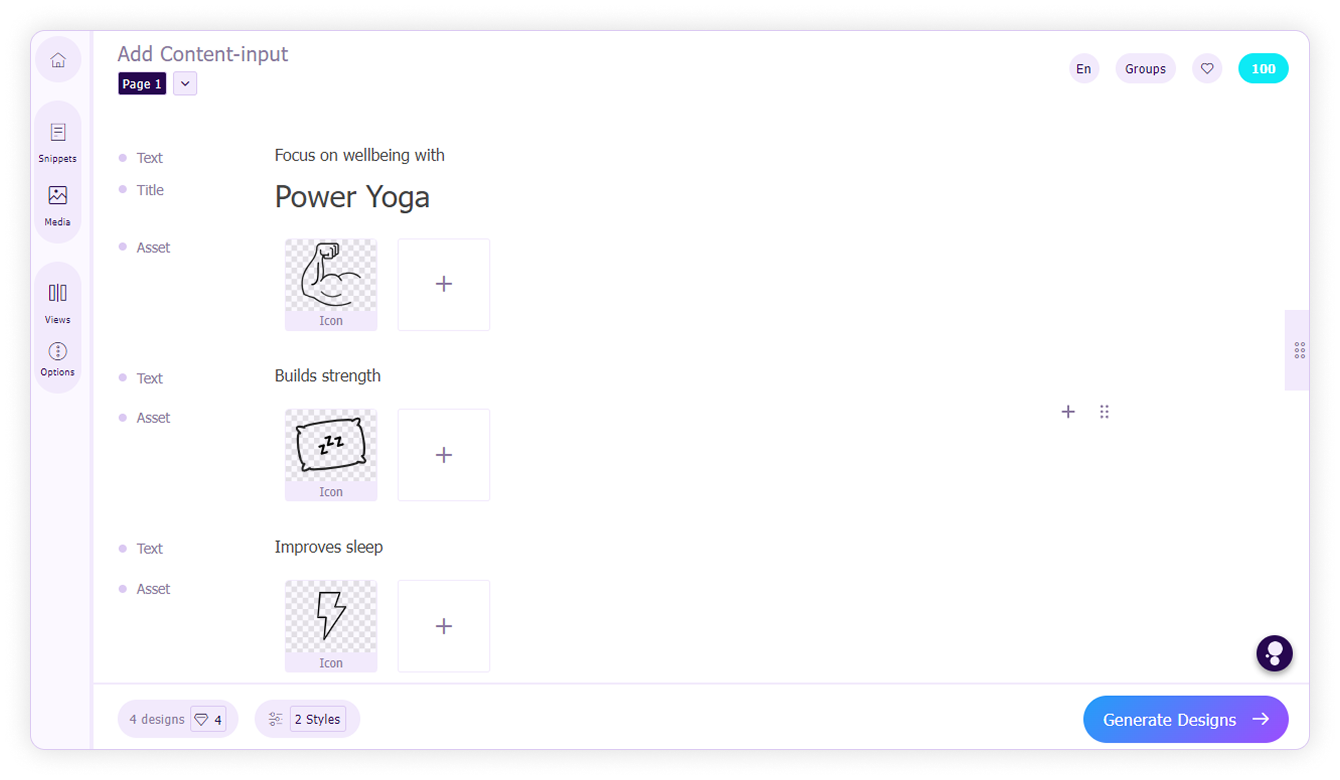 Add Content-input
Page 1
En
Groups
100
Snippets
Media
Views
Options
Text
Focus on wellbeing with
Title
Power Yoga
Asset
Icon
Text
Builds strength
Asset
zzz
Icon
Text
Improves sleep
Asset
Icon
4 designs 4
2 Styles
Generate Designs